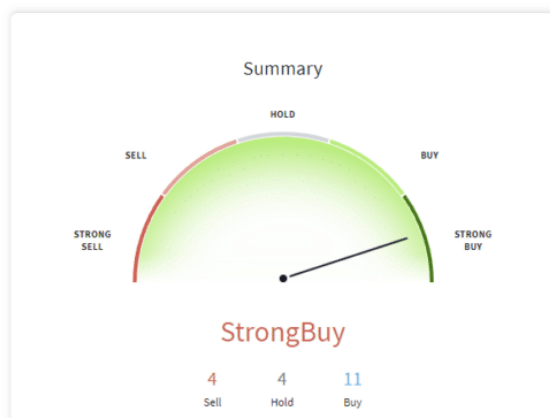 Summary
HOLD
SELL
BUY
STRONG
SELL
STRONG
BUY
StrongBuy
4
4
11
Sell
Hold
Buy